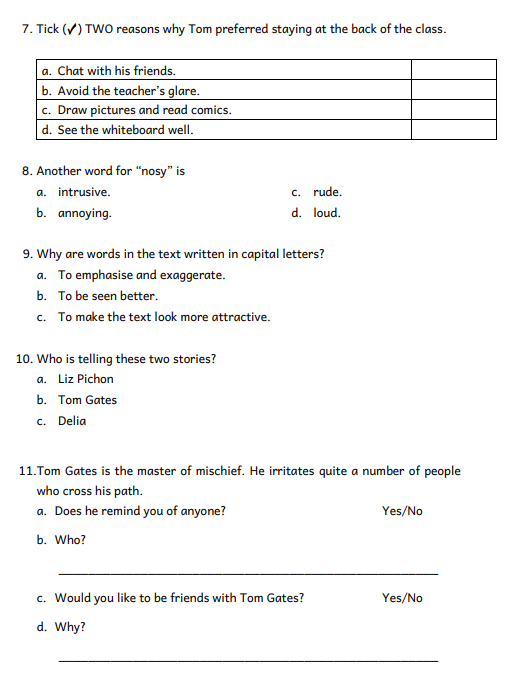 7. Tick (✓) TWO reasons why Tom preferred staying at the back of the class.
a. Chat with his friends.
b. Avoid the teacher's glare.
c. Draw pictures and read comics.
d. See the whiteboard well.
8. Another word for “nosy” is
a. intrusive. c. rude.
b. annoying. d. loud.
9. Why are words in the text written in capital letters?
a. To emphasise and exaggerate.
b. To be seen better.
c. To make the text look more attractive.
10. Who is telling these two stories?
a. Liz Pichon
b. Tom Gates
c. Delia
11.Tom Gates is the master of mischief. He irritates quite a number of people
who cross his path.
a. Does he remind you of anyone? Yes/No
b. Who?
c. Would you like to be friends with Tom Gates? Yes/No
d. Why?